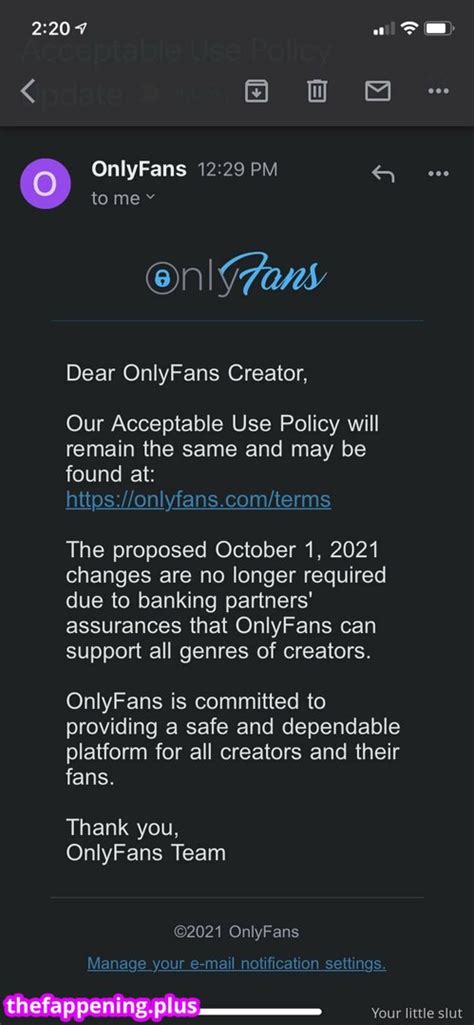 2:20
Acceptable Use Policy
Update
OnlyFans 12:29 PM
to me
O
OnlyFans
Dear OnlyFans Creator,
Our Acceptable Use Policy will
remain the same and may be
found at:
https://onlyfans.com/terms
The proposed October 1, 2021
changes are no longer required
due to banking partners'
assurances that OnlyFans can
support all genres of creators.
OnlyFans is committed to
providing a safe and dependable
platform for all creators and their
fans.
Thank you,
OnlyFans Team
©2021 OnlyFans
Manage your e-mail notification settings.
thefappening.plus
Your little slut